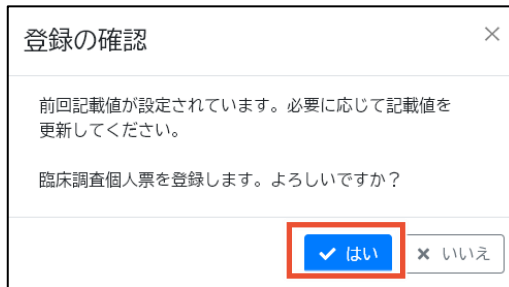 登録の確認
前回記載値が設定されています。必要に応じて記載値を
更新してください。
臨床調査個人票を登録します。よろしいですか？
はい
いいえ